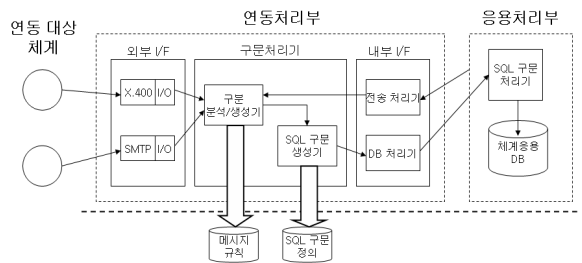 연동 대상
체계
연동처리부
응용처리부
외부 I/F
구문처리기
내부 I/F
X.400 I/O
SMTP I/O
구분
분석/생성기
SQL 구문
생성기
전송 처리기
DB 처리기
SQL 구문
처리기
체계응용
DB
메시지
규칙
SQL 구문
정의